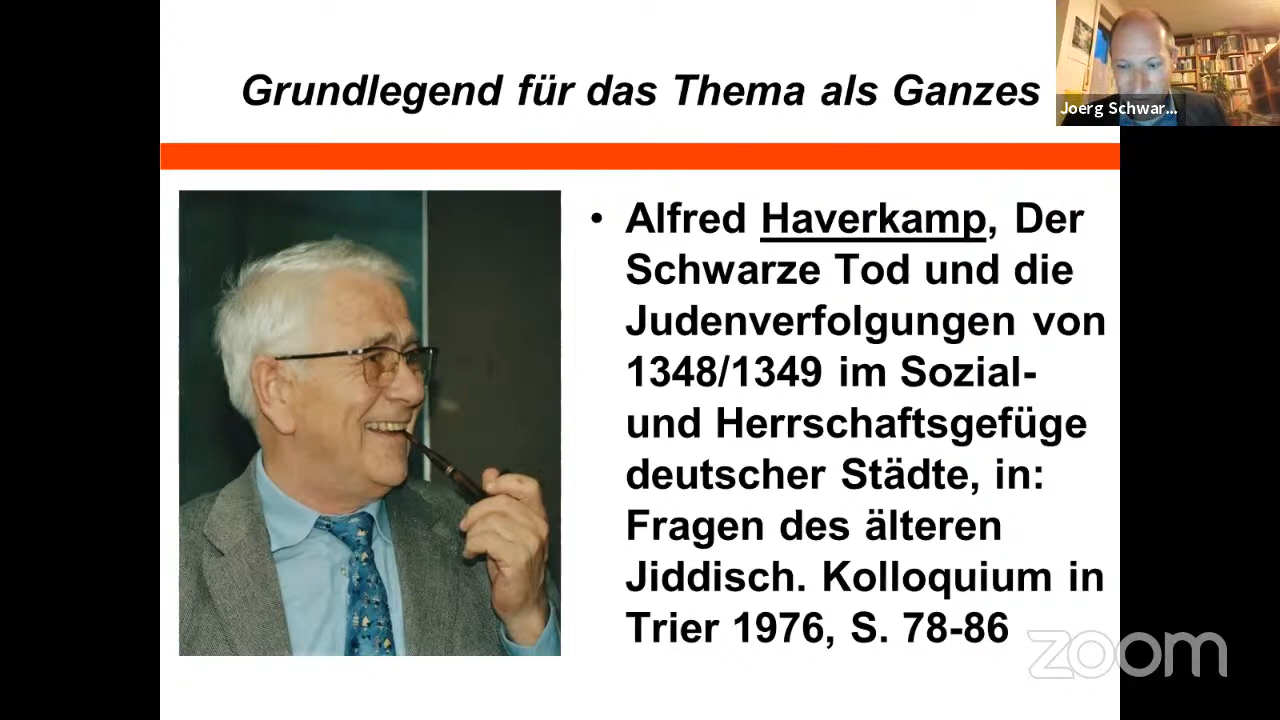 Grundlegend für das Thema als Ganzes
Joerg Schwar...
• Alfred Haverkamp, Der
Schwarze Tod und die
Judenverfolgungen von
1348/1349 im Sozial-
und Herrschaftsgefüge
deutscher Städte, in:
Fragen des älteren
Jiddisch. Kolloquium in
Trier 1976, S. 78-86
zoom